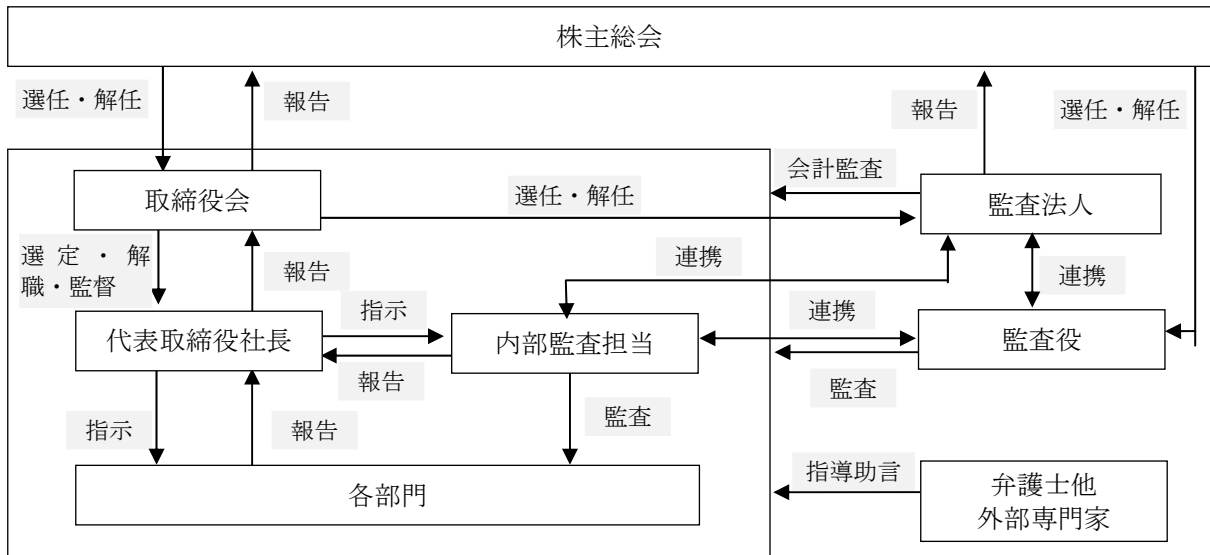 株主総会
選任・解任
報告
報告
選任・解任
会計監査
取締役会
選任・解任
監査法人
選定・解
職・監督
報告
連携
連携
指示
連携
代表取締役社長
内部監査担当
監査役
報告
監査
指示
報告
監査
指導助言
各部門
弁護士他
外部専門家